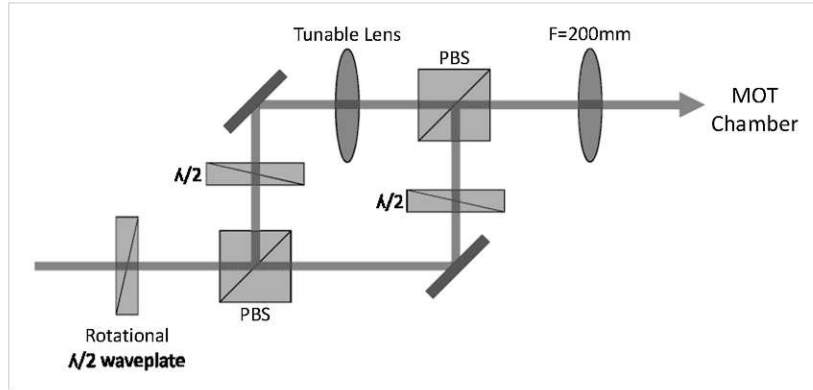 Tunable Lens
F=200mm
PBS
MOT
Chamber
λ/2
λ/2
PBS
Rotational
λ/2 waveplate